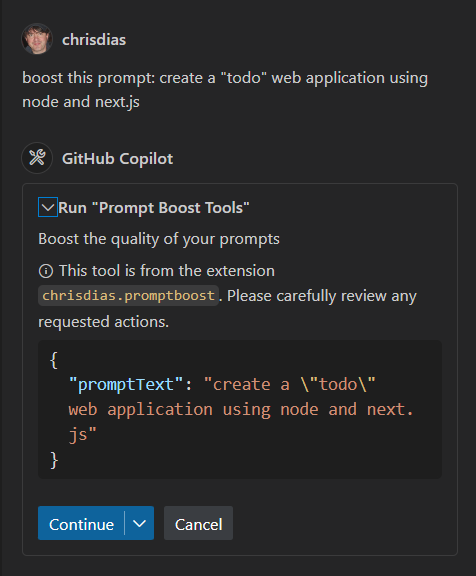 chrisdias
boost this prompt: create a "todo" web application using
node and next.js
GitHub Copilot
Run "Prompt Boost Tools"
Boost the quality of your prompts
This tool is from the extension
chrisdias.promptboost. Please carefully review any
requested actions.
{
"promptText": "create a \"todo\"
web application using node and next.
js"
}
Continue
Cancel